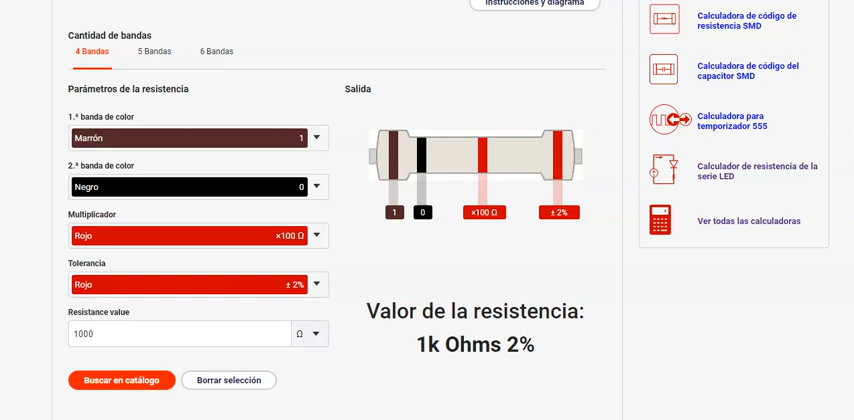 Instrucciones y diagrama
Cantidad de bandas
4 Bandas 5 Bandas 6 Bandas
Parámetros de la resistencia
1.ª banda de color
Marrón 1
2.ª banda de color
Negro 0
Multiplicador
Rojo ×100 Ω
Tolerancia
Rojo ± 2%
Resistance value
1000 Ω
Buscar en catálogo Borrar selección
Salida
1 0 ×100 Ω ± 2%
Valor de la resistencia:
1k Ohms 2%
Calculadora de código de
resistencia SMD
Calculadora de código del
capacitor SMD
Calculadora para
temporizador 555
Calculador de resistencia de la
serie LED
Ver todas las calculadoras